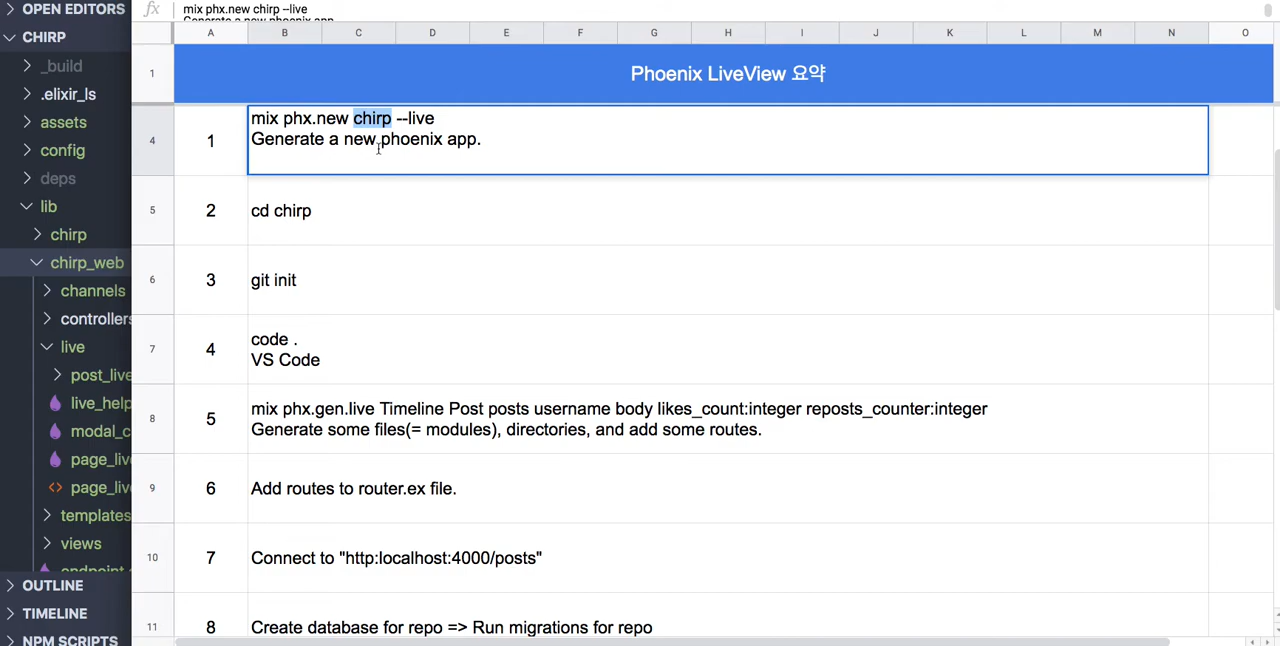 OPEN EDITORS
CHIRP
_build
.elixir_ls
assets
config
deps
lib
chirp
chirp_web
channels
controllers
live
post_live
live_help
modal_c
page_live
page_live
templates
views
OUTLINE
TIMELINE
NPM SCRIPTS
fx
mix phx.new chirp --live
Generate a new phoenix app
A B C D E F G H I J K L M N O
1 Phoenix LiveView 요약
4 1 mix phx.new chirp --live
Generate a new phoenix app.
5 2 cd chirp
6 3 git init
7 4 code .
VS Code
8 5 mix phx.gen.live Timeline Post posts username body likes_count:integer reposts_counter:integer
Generate some files(= modules), directories, and add some routes.
9 6 Add routes to router.ex file.
10 7 Connect to "http:localhost:4000/posts"
11 8 Create database for repo => Run migrations for repo